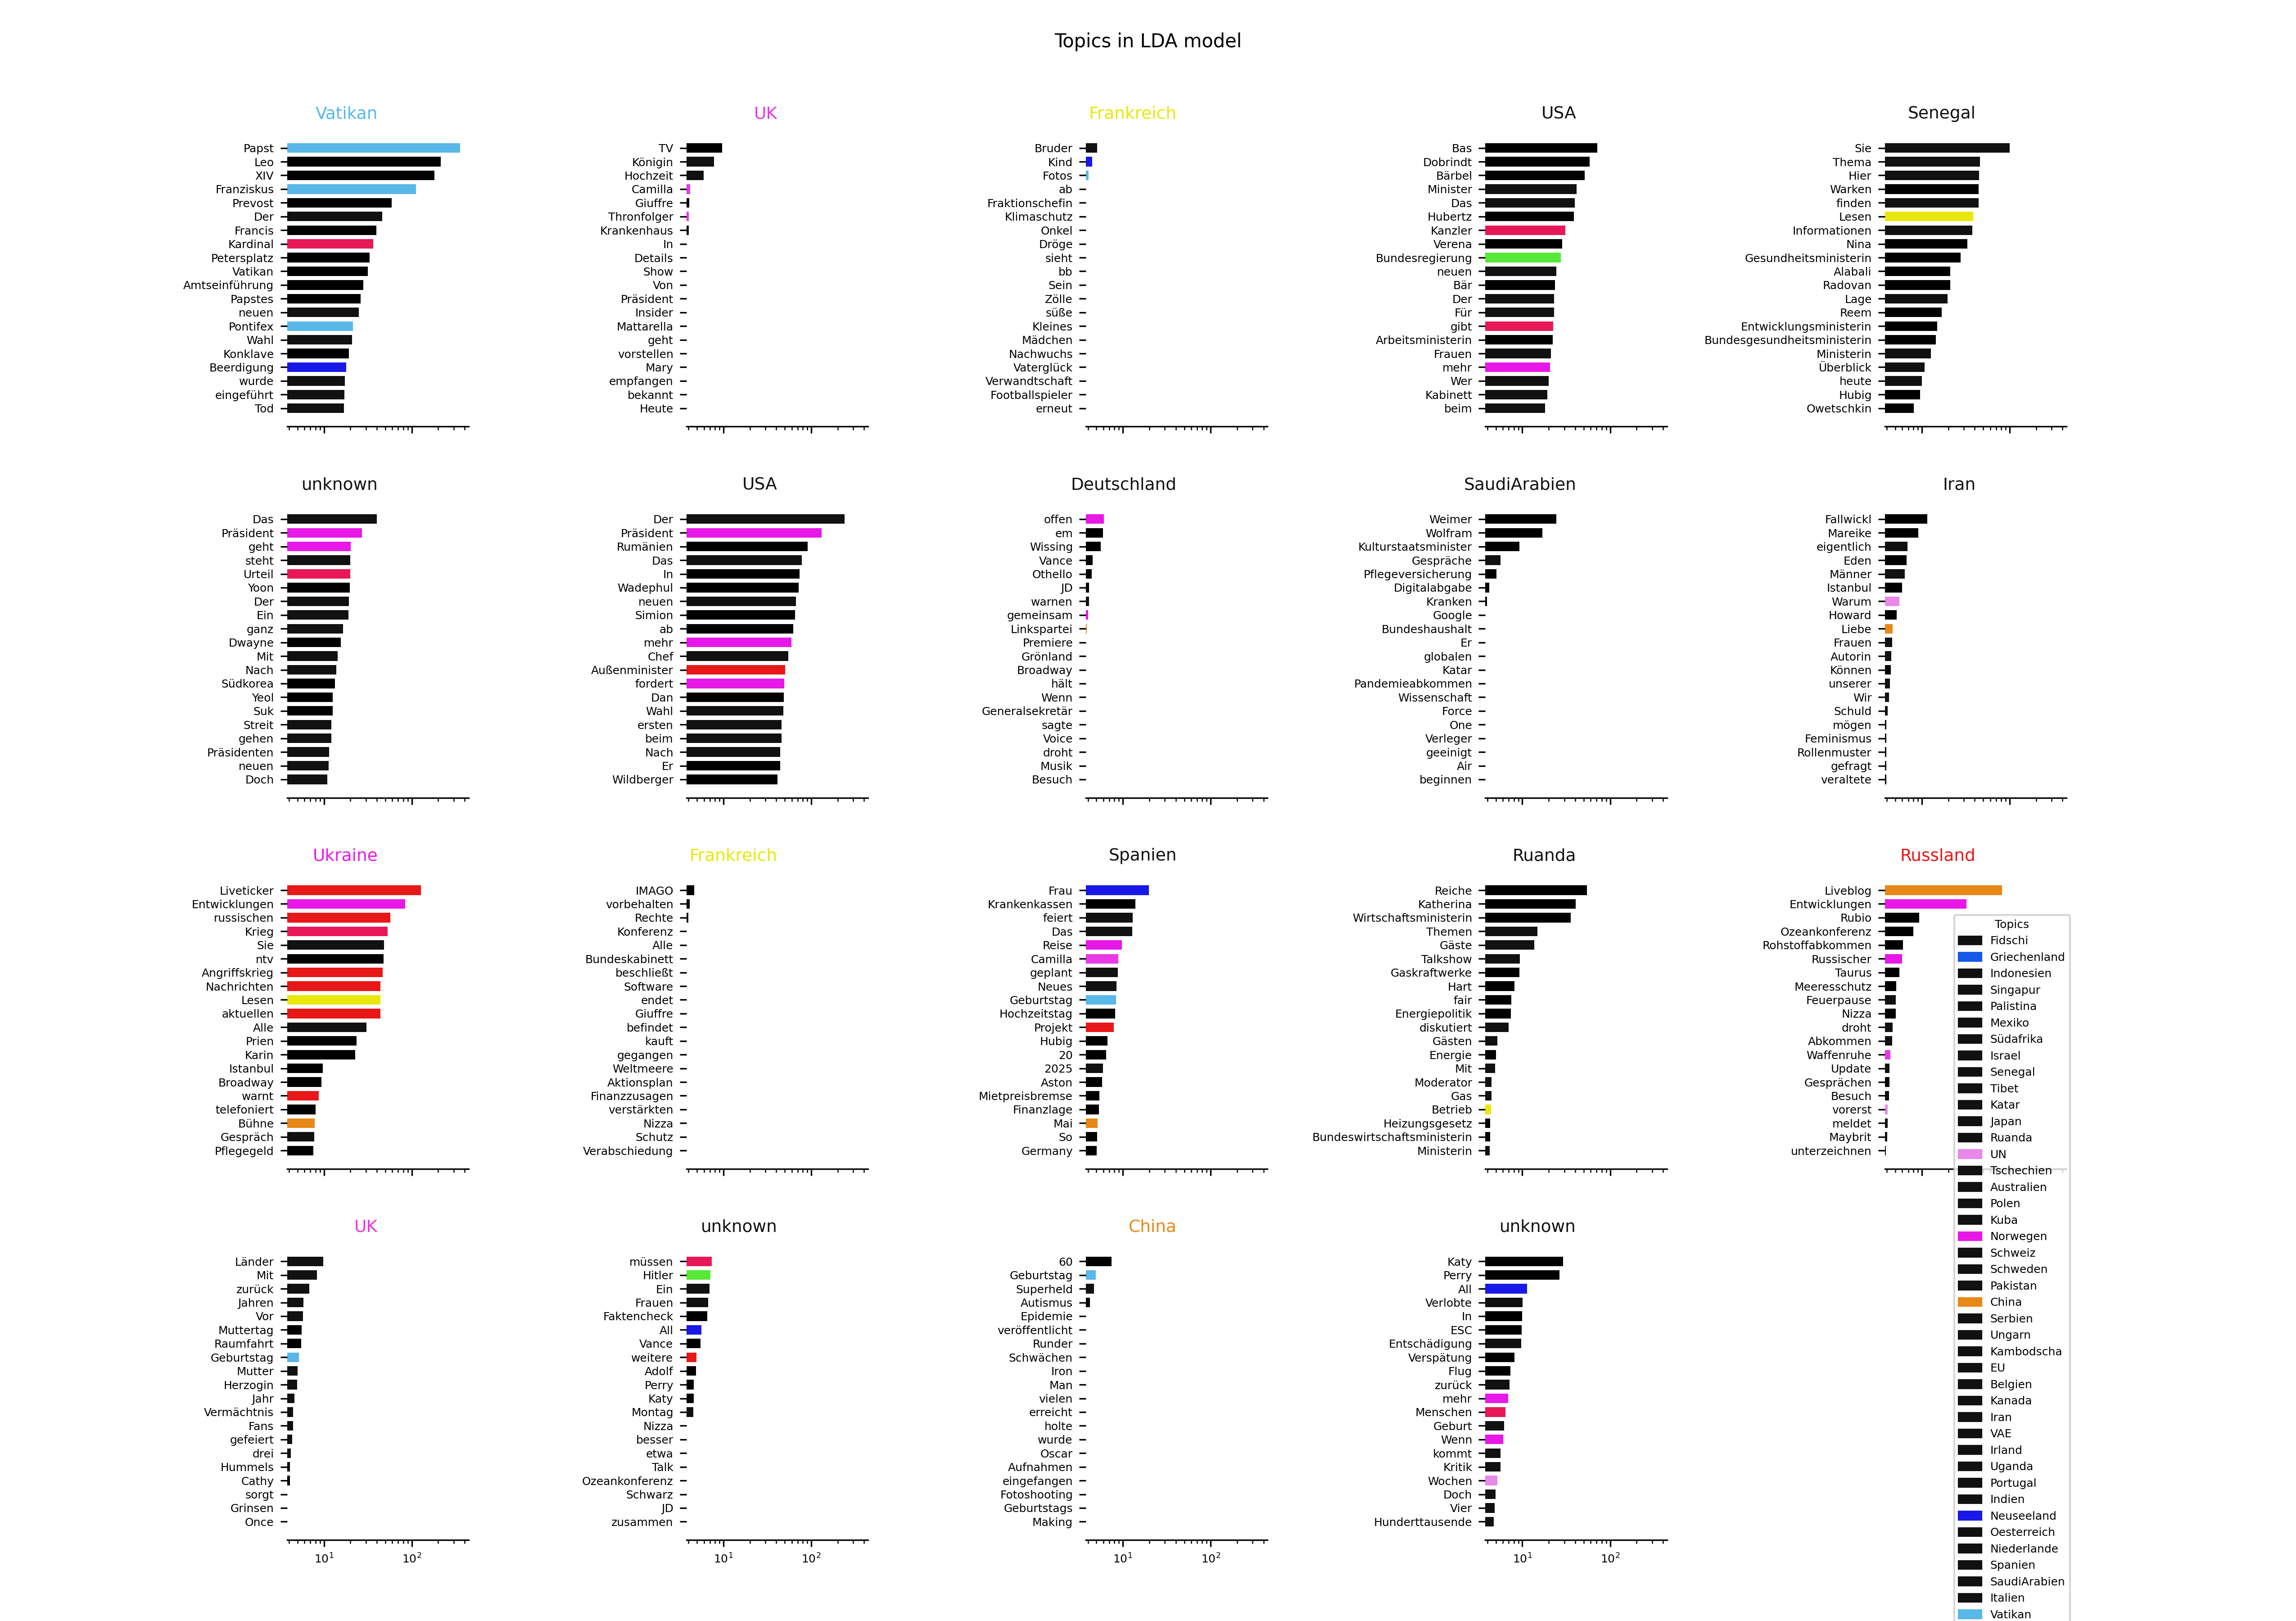 Topics in LDA model
Vatikan
Papst
Leo
XIV
Franziskus
Prevost
Der
Francis
Kardinal
Petersplatz
Vatikan
Amtseinführung
Papstes
neuen
Pontifex
Wahl
Konklave
Beerdigung
wurde
eingeführt
Tod
UK
TV
Königin
Hochzeit
Camilla
Giuffre
Thronfolger
Krankenhaus
In
Details
Show
Von
Präsident
Insider
Mattarella
geht
vorstellen
Mary
empfangen
bekannt
Heute
Frankreich
Bruder
Kind
Fotos
ab
Fraktionschefin
Klimaschutz
Onkel
Dröge
sieht
bb
Sein
Zölle
süße
Kleines
Mädchen
Nachwuchs
Vaterglück
Verwandtschaft
Footballspieler
erneut
USA
Bas
Dobrindt
Bärbel
Minister
Das
Hubertz
Kanzler
Verena
Bundesregierung
neuen
Bär
Der
Für
gibt
Arbeitsministerin
Frauen
mehr
Wer
Kabinett
beim
Senegal
Sie
Thema
Hier
Warken
finden
Lesen
Informationen
Nina
Gesundheitsministerin
Alabali
Radovan
Lage
Reem
Entwicklungsministerin
Bundesgesundheitsministerin
Ministerin
Überblick
heute
Hubig
Owetschkin
unknown
Das
Präsident
geht
steht
Urteil
Yoon
Der
Ein
ganz
Dwayne
Mit
Nach
Südkorea
Yeol
Suk
Streit
gehen
Präsidenten
neuen
Doch
USA
Der
Präsident
Rumänien
Das
In
Wadephul
neuen
Simion
ab
mehr
Chef
Außenminister
fordert
Dan
Wahl
ersten
beim
Nach
Er
Wildberger
Deutschland
offen
em
Wissing
Vance
Othello
JD
warnen
gemeinsam
Linkspartei
Premiere
Grönland
Broadway
hält
Wenn
Generalsekretär
sagte
Voice
droht
Musik
Besuch
SaudiArabien
Weimer
Wolfram
Kulturstaatsminister
Gespräche
Pflegeversicherung
Digitalabgabe
Kranken
Google
Bundeshaushalt
Er
globalen
Katar
Pandemieabkommen
Wissenschaft
Force
One
Verleger
geeinigt
Air
beginnen
Iran
Fallwickl
Mareike
eigentlich
Eden
Männer
Istanbul
Warum
Howard
Liebe
Frauen
Autorin
Können
unserer
Wir
Schuld
mögen
Feminismus
Rollenmuster
gefragt
veraltete
Ukraine
Liveticker
Entwicklungen
russischen
Krieg
Sie
ntv
Angriffskrieg
Nachrichten
Lesen
aktuellen
Alle
Prien
Karin
Istanbul
Broadway
warnt
telefoniert
Bühne
Gespräch
Pflegegeld
Frankreich
IMAGO
vorbehalten
Rechte
Konferenz
Alle
Bundeskabinett
beschließt
Software
endet
Giuffre
befindet
kauft
gegangen
Weltmeere
Aktionsplan
Finanzzusagen
verstärkten
Nizza
Schutz
Verabschiedung
Spanien
Frau
Krankenkassen
feiert
Das
Reise
Camilla
geplant
Neues
Geburtstag
Hochzeitstag
Projekt
Hubig
20
2025
Aston
Mietpreisbremse
Finanzlage
Mai
So
Germany
Ruanda
Reiche
Katherina
Wirtschaftsministerin
Themen
Gäste
Talkshow
Gaskraftwerke
Hart
fair
Energiepolitik
diskutiert
Gästen
Energie
Mit
Moderator
Gas
Betrieb
Heizungsgesetz
Bundeswirtschaftsministerin
Ministerin
Russland
Liveblog
Entwicklungen
Rubio
Ozeankonferenz
Rohstoffabkommen
Russischer
Taurus
Meeresschutz
Feuerpause
Nizza
droht
Abkommen
Waffenruhe
Update
Gesprächen
Besuch
vorerst
meldet
Maybrit
unterzeichnen
UK
Länder
Mit
zurück
Jahren
Vor
Muttertag
Raumfahrt
Geburtstag
Mutter
Herzogin
Jahr
Vermächtnis
Fans
gefeiert
drei
Hummels
Cathy
sorgt
Grinsen
Once
10¹ 10²
unknown
müssen
Hitler
Ein
Frauen
Faktencheck
All
Vance
weitere
Adolf
Perry
Katy
Montag
Nizza
besser
etwa
Talk
Ozeankonferenz
Schwarz
JD
zusammen
10¹ 10²
China
60
Geburtstag
Superheld
Autismus
Epidemie
veröffentlicht
Runder
Schwächen
Iron
Man
vielen
erreicht
holte
wurde
Oscar
Aufnahmen
eingefangen
Fotoshooting
Geburtstags
Making
10¹ 10²
unknown
Katy
Perry
All
Verlobte
In
ESC
Entschädigung
Verspätung
Flug
zurück
mehr
Menschen
Geburt
Wenn
kommt
Kritik
Wochen
Doch
Vier
Hunderttausende
10¹ 10²
Topics
Fidschi
Griechenland
Indonesien
Singapur
Palistina
Mexiko
Südafrika
Israel
Senegal
Tibet
Katar
Japan
Ruanda
UN
Tschechien
Australien
Polen
Kuba
Norwegen
Schweiz
Schweden
Pakistan
China
Serbien
Ungarn
Kambodscha
EU
Belgien
Kanada
Iran
VAE
Irland
Uganda
Portugal
Indien
Neuseeland
Oesterreich
Niederlande
Spanien
SaudiArabien
Italien
Vatikan